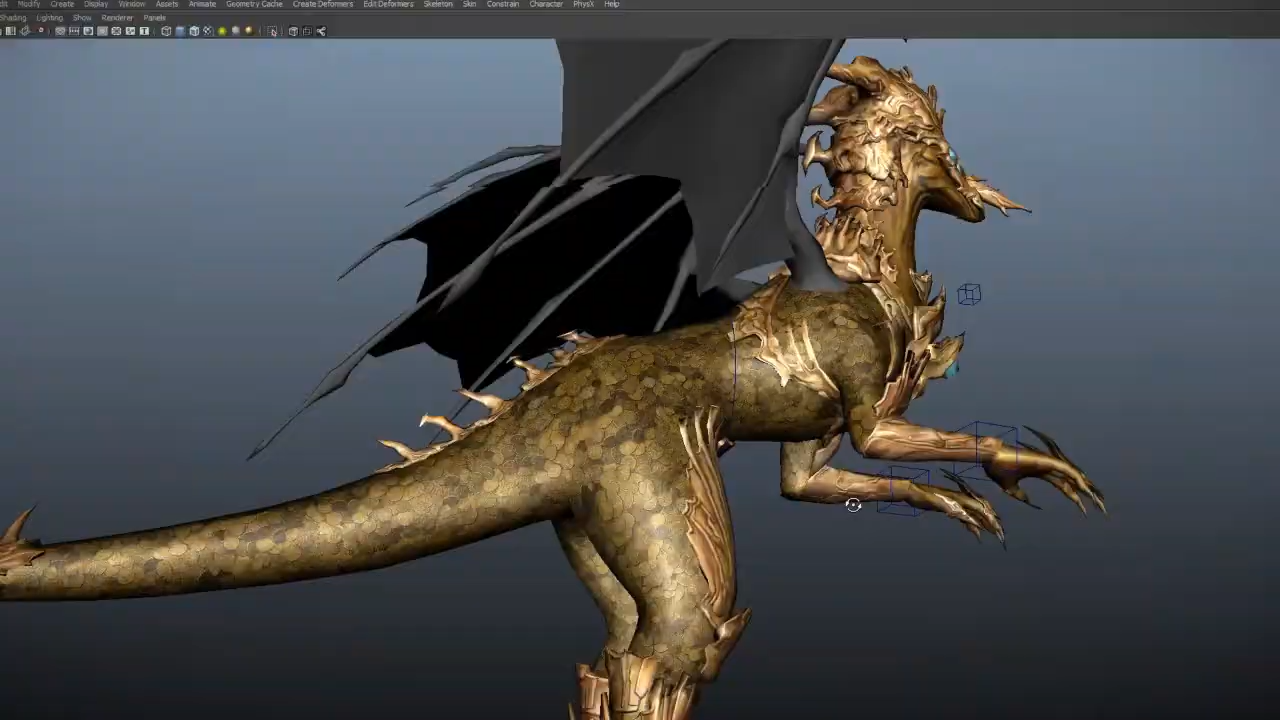 Modify Create Display Window Assets Animate Geometry Cache Create Deformers Edit Deformers Skeleton Skin Constrain Character PhysX Help
Shading Lighting Show Renderer Panels